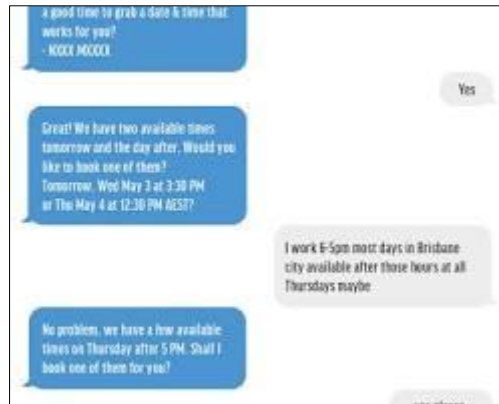 a good time to grab a date & time that
works for you?
Yes
Great! We have two available times
tomorrow and the day after. Would you
like to book one of them?
Tomorrow, Wed May 3 at 3:30 PM
or Thu May 4 at 12:30 PM AEST?
I work 6-5pm most days in Brisbane
city available after those hours at all
Thursdays maybe
No problem, we have a few available
times on Thursday after 5 PM. Shall I
book one of them for you?